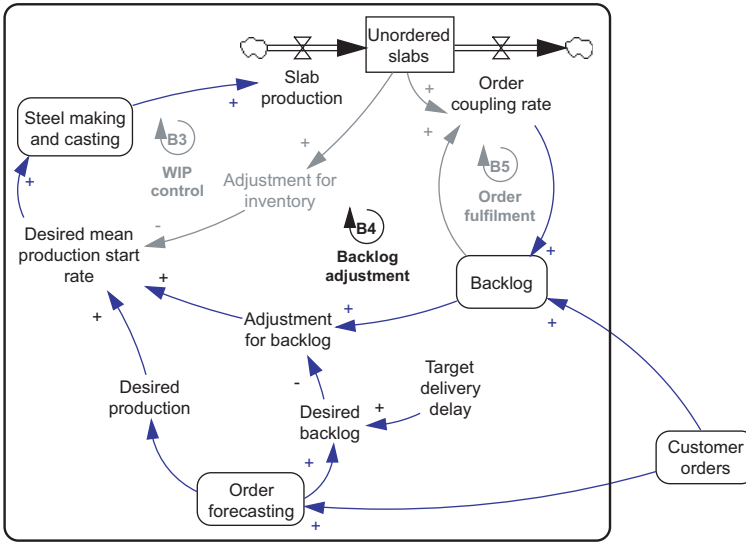 Unordered
slabs
Slab
production
Order
coupling rate
+
+
+
Steel making
and casting
B3
WIP
control
+
+
Adjustment for
inventory
B5
Order
fulfilment
-
B4
Backlog
adjustment
Desired mean
production start
rate
+
+
+
Backlog
+
+
+
Adjustment
for backlog
Target
delivery
delay
-
+
Desired
production
Desired
backlog
Customer
orders
+
Order
forecasting
+